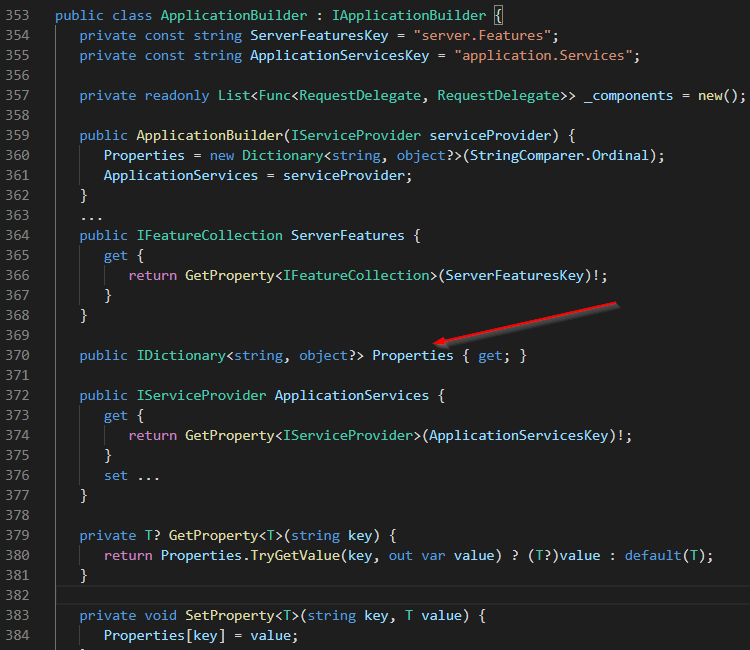 353 public class ApplicationBuilder : IApplicationBuilder {
354 private const string ServerFeaturesKey = "server.Features";
355 private const string ApplicationServicesKey = "application.Services";
356
357 private readonly List<Func<RequestDelegate, RequestDelegate>> _components = new();
358
359 public ApplicationBuilder(IServiceProvider serviceProvider) {
360 Properties = new Dictionary<string, object?>(StringComparer.Ordinal);
361 ApplicationServices = serviceProvider;
362 }
363 ...
364 public IFeatureCollection ServerFeatures {
365 get {
366 return GetProperty<IFeatureCollection>(ServerFeaturesKey)!;
367 }
368 }
369
370 public IDictionary<string, object?> Properties { get; }
371
372 public IServiceProvider ApplicationServices {
373 get {
374 return GetProperty<IServiceProvider>(ApplicationServicesKey)!;
375 }
376 set ...
377 }
378
379 private T? GetProperty<T>(string key) {
380 return Properties.TryGetValue(key, out var value) ? (T?)value : default(T);
381 }
382
383 private void SetProperty<T>(string key, T value) {
384 Properties[key] = value;